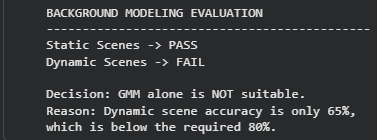 BACKGROUND MODELING EVALUATION
---------------------------------------------
Static Scenes -> PASS
Dynamic Scenes -> FAIL
Decision: GMM alone is NOT suitable.
Reason: Dynamic scene accuracy is only 65%,
which is below the required 80%.